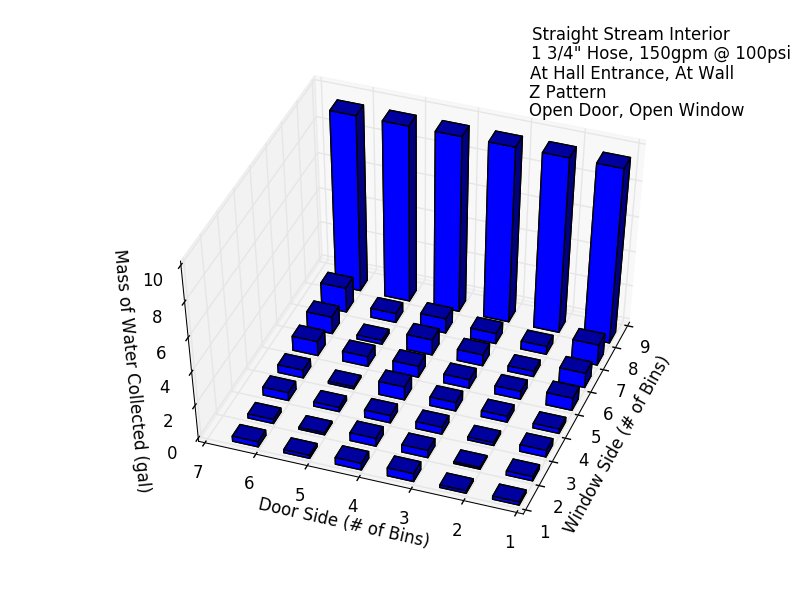 Straight Stream Interior
1 3/4" Hose, 150gpm @ 100psi
At Hall Entrance, At Wall
Z Pattern
Open Door, Open Window
Mass of Water Collected (gal)
10
8
6
4
2
0
Door Side (# of Bins)
7
6
5
4
3
2
1
Window Side (# of Bins)
9
8
7
6
5
4
3
2
1